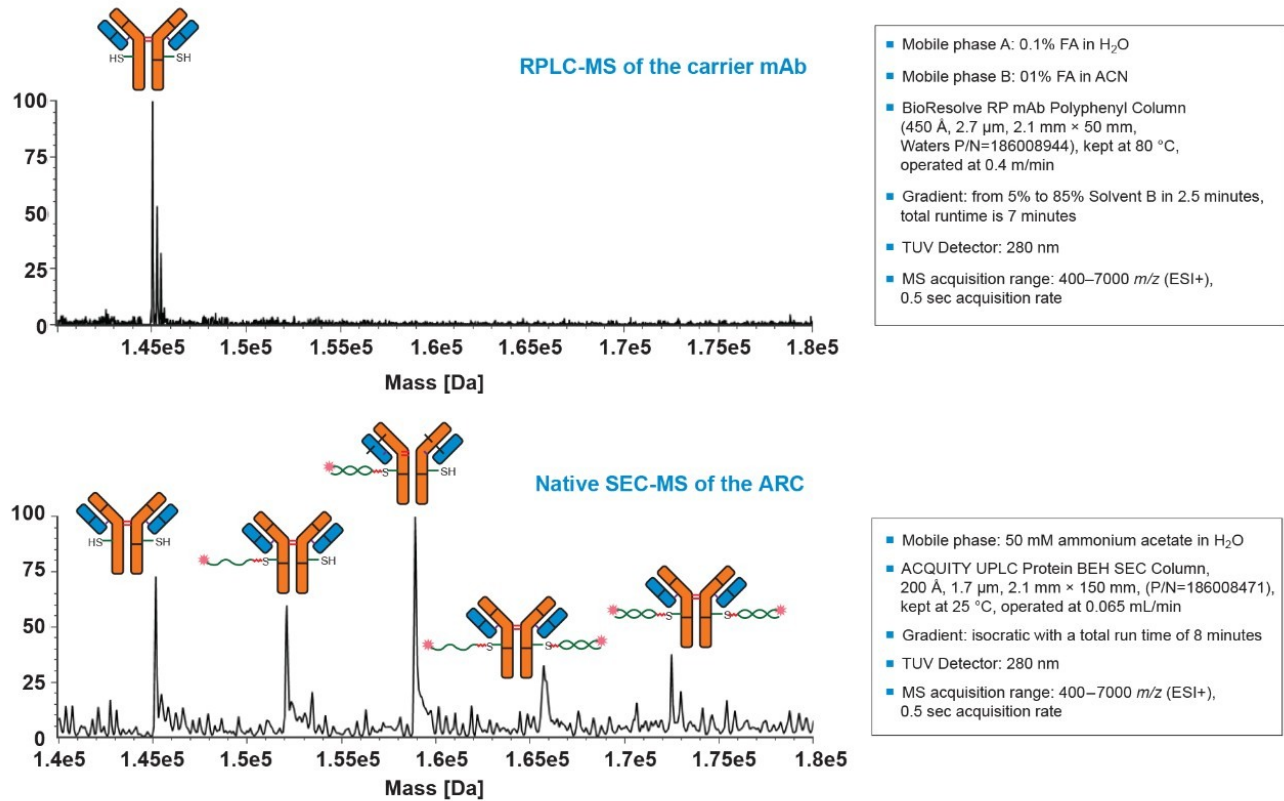 HS
SH
RPLC-MS of the carrier mAb
100
75
50
25
0
1.45e5 1.5e5 1.55e5 1.6e5 1.65e5 1.7e5 1.75e5 1.8e5
Mass [Da]
■ Mobile phase A: 0.1% FA in H₂O
■ Mobile phase B: 01% FA in ACN
■ BioResolve RP mAb Polyphenyl Column
(450 Å, 2.7 µm, 2.1 mm × 50 mm,
Waters P/N=186008944), kept at 80 °C,
operated at 0.4 m/min
■ Gradient: from 5% to 85% Solvent B in 2.5 minutes,
total runtime is 7 minutes
■ TUV Detector: 280 nm
■ MS acquisition range: 400–7000 m/z (ESI+),
0.5 sec acquisition rate
Native SEC-MS of the ARC
HS
SH
S
SH
S
SH
S
S
S
S
100
75
50
25
0
1.4e5 1.45e5 1.5e5 1.55e5 1.6e5 1.65e5 1.7e5 1.75e5 1.8e5
Mass [Da]
■ Mobile phase: 50 mM ammonium acetate in H₂O
■ ACQUITY UPLC Protein BEH SEC Column,
200 Å, 1.7 µm, 2.1 mm × 150 mm, (P/N=186008471),
kept at 25 °C, operated at 0.065 mL/min
■ Gradient: isocratic with a total run time of 8 minutes
■ TUV Detector: 280 nm
■ MS acquisition range: 400–7000 m/z (ESI+),
0.5 sec acquisition rate